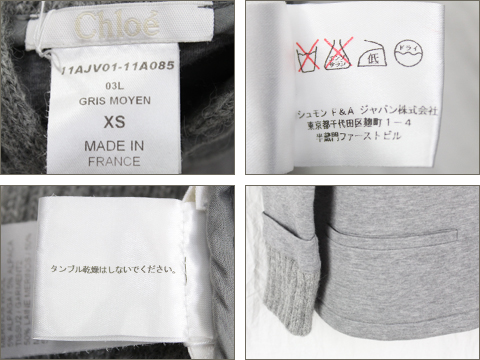 Chloé
11AJV01-11A085
03L
GRIS MOYEN
XS
MADE IN
FRANCE
低
ドライ
シュモン F&A ジャパン株式会社
東京都千代田区麹町1-4
半蔵門ファーストビル
タンブル乾燥はしないでください。